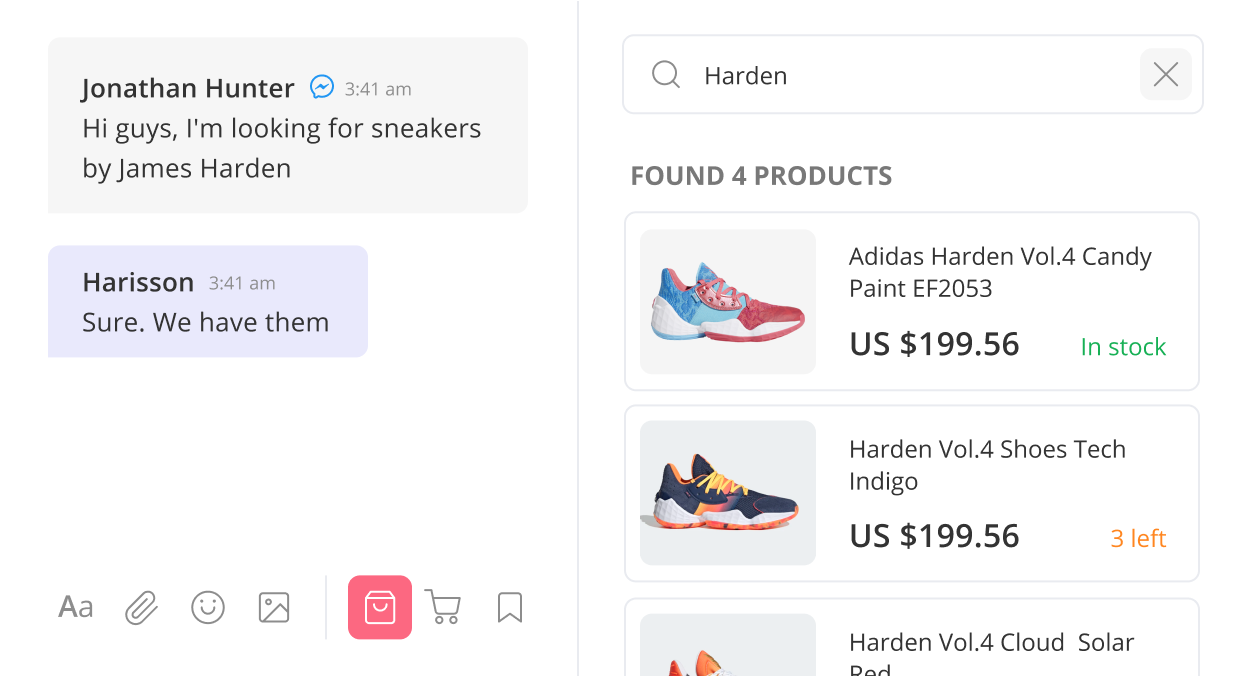 Jonathan Hunter 3:41 am
Hi guys, I'm looking for sneakers
by James Harden
Harisson 3:41 am
Sure. We have them
Aa
Harden
FOUND 4 PRODUCTS
Adidas Harden Vol.4 Candy
Paint EF2053
US $199.56 In stock
Harden Vol.4 Shoes Tech
Indigo
US $199.56 3 left
Harden Vol.4 Cloud  Solar
Red